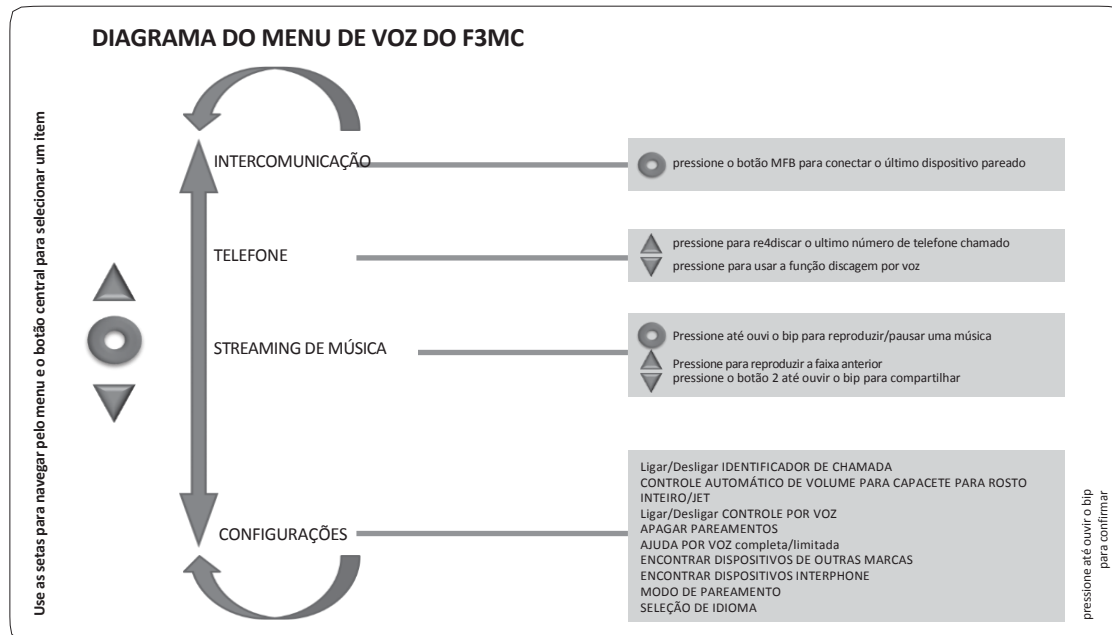 DIAGRAMA DO MENU DE VOZ DO F3MC
Use as setas para navegar pelo menu e o botão central para selecionar um item
INTERCOMUNICAÇÃO
pressione o botão MFB para conectar o último dispositivo pareado
TELEFONE
pressione para re4discar o ultimo número de telefone chamado
pressione para usar a função discagem por voz
STREAMING DE MÚSICA
Pressione até ouvi o bip para reproduzir/pausar uma música
Pressione para reproduzir a faixa anterior
pressione o botão 2 até ouvir o bip para compartilhar
CONFIGURAÇÕES
Ligar/Desligar IDENTIFICADOR DE CHAMADA
CONTROLE AUTOMÁTICO DE VOLUME PARA CAPACETE PARA ROSTO
INTEIRO/JET
Ligar/Desligar CONTROLE POR VOZ
APAGAR PAREAMENTOS
AJUDA POR VOZ completa/limitada
ENCONTRAR DISPOSITIVOS DE OUTRAS MARCAS
ENCONTRAR DISPOSITIVOS INTERPHONE
MODO DE PAREAMENTO
SELEÇÃO DE IDIOMA
pressione até ouvir o bip
para confirmar